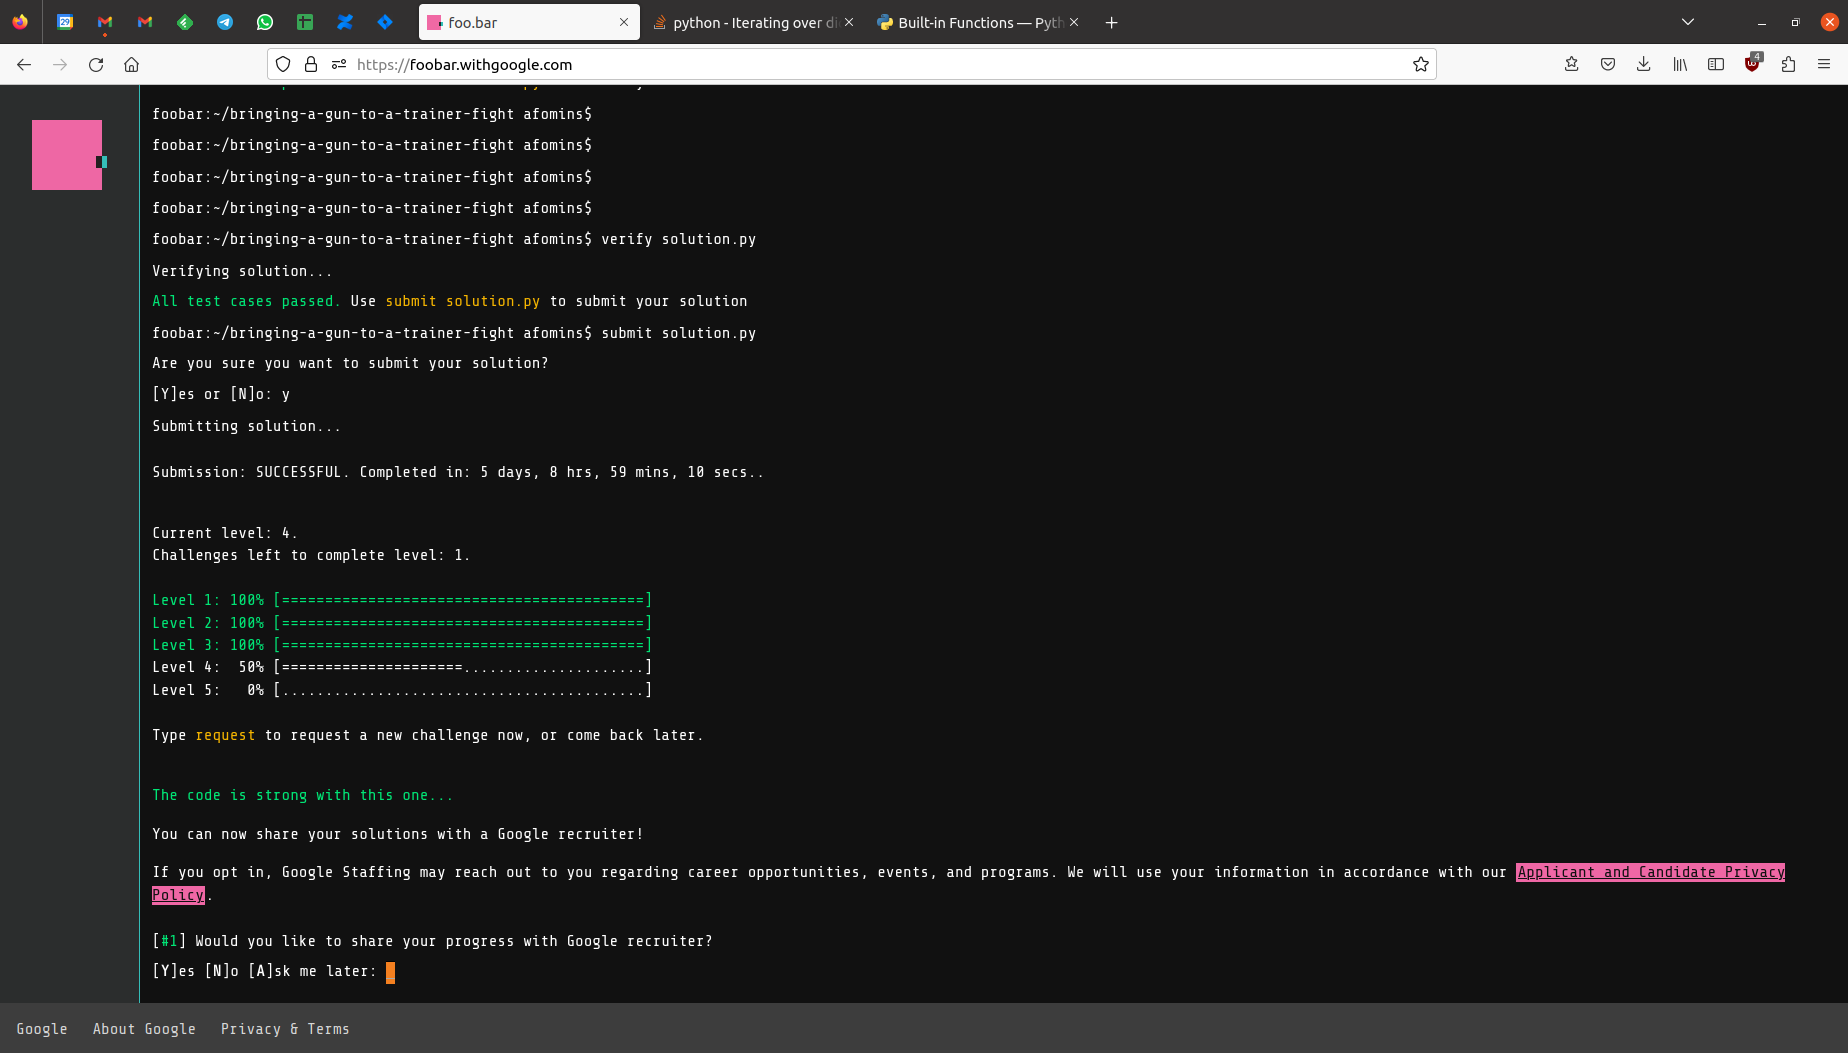 29
foo.bar
python - Iterating over di
Built-in Functions — Pyth
https://foobar.withgoogle.com
4
foobar:~/bringing-a-gun-to-a-trainer-fight afomins$
foobar:~/bringing-a-gun-to-a-trainer-fight afomins$
foobar:~/bringing-a-gun-to-a-trainer-fight afomins$
foobar:~/bringing-a-gun-to-a-trainer-fight afomins$
foobar:~/bringing-a-gun-to-a-trainer-fight afomins$ verify solution.py
Verifying solution...
All test cases passed. Use submit solution.py to submit your solution
foobar:~/bringing-a-gun-to-a-trainer-fight afomins$ submit solution.py
Are you sure you want to submit your solution?
[Y]es or [N]o: y
Submitting solution...
Submission: SUCCESSFUL. Completed in: 5 days, 8 hrs, 59 mins, 10 secs..
Current level: 4.
Challenges left to complete level: 1.
Level 1: 100% [==========================================]
Level 2: 100% [==========================================]
Level 3: 100% [==========================================]
Level 4:  50% [=====================.....................]
Level 5:   0% [..........................................]
Type request to request a new challenge now, or come back later.
The code is strong with this one...
You can now share your solutions with a Google recruiter!
If you opt in, Google Staffing may reach out to you regarding career opportunities, events, and programs. We will use your information in accordance with our Applicant and Candidate Privacy
Policy.
[#1] Would you like to share your progress with Google recruiter?
[Y]es [N]o [A]sk me later:
Google About Google Privacy & Terms